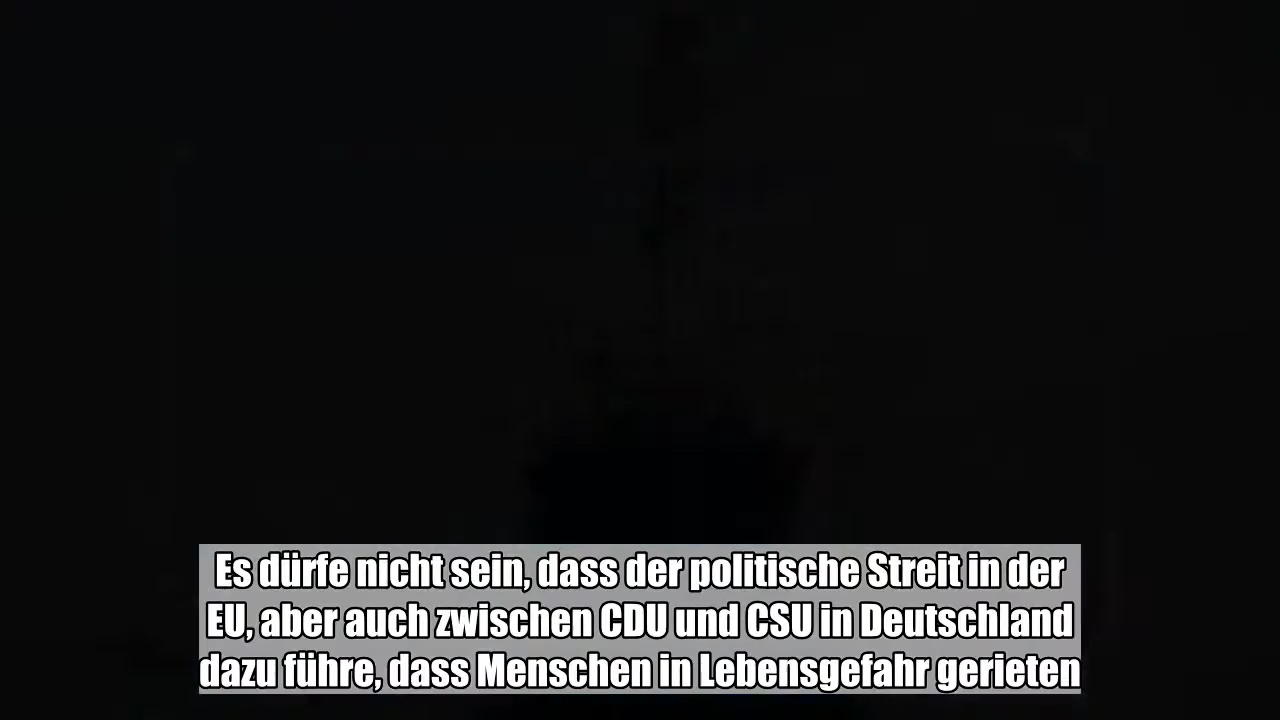 Es dürfe nicht sein, dass der politische Streit in der
EU, aber auch zwischen CDU und CSU in Deutschland
dazu führe, dass Menschen in Lebensgefahr gerieten